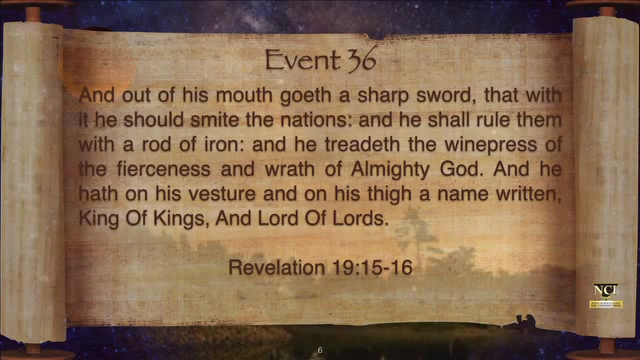 Event 36
And out of his mouth goeth a sharp sword, that with
it he should smite the nations: and he shall rule them
with a rod of iron: and he treadeth the winepress of
the fierceness and wrath of Almighty God. And he
hath on his vesture and on his thigh a name written,
King Of Kings, And Lord Of Lords.
Revelation 19:15-16
NCI
6